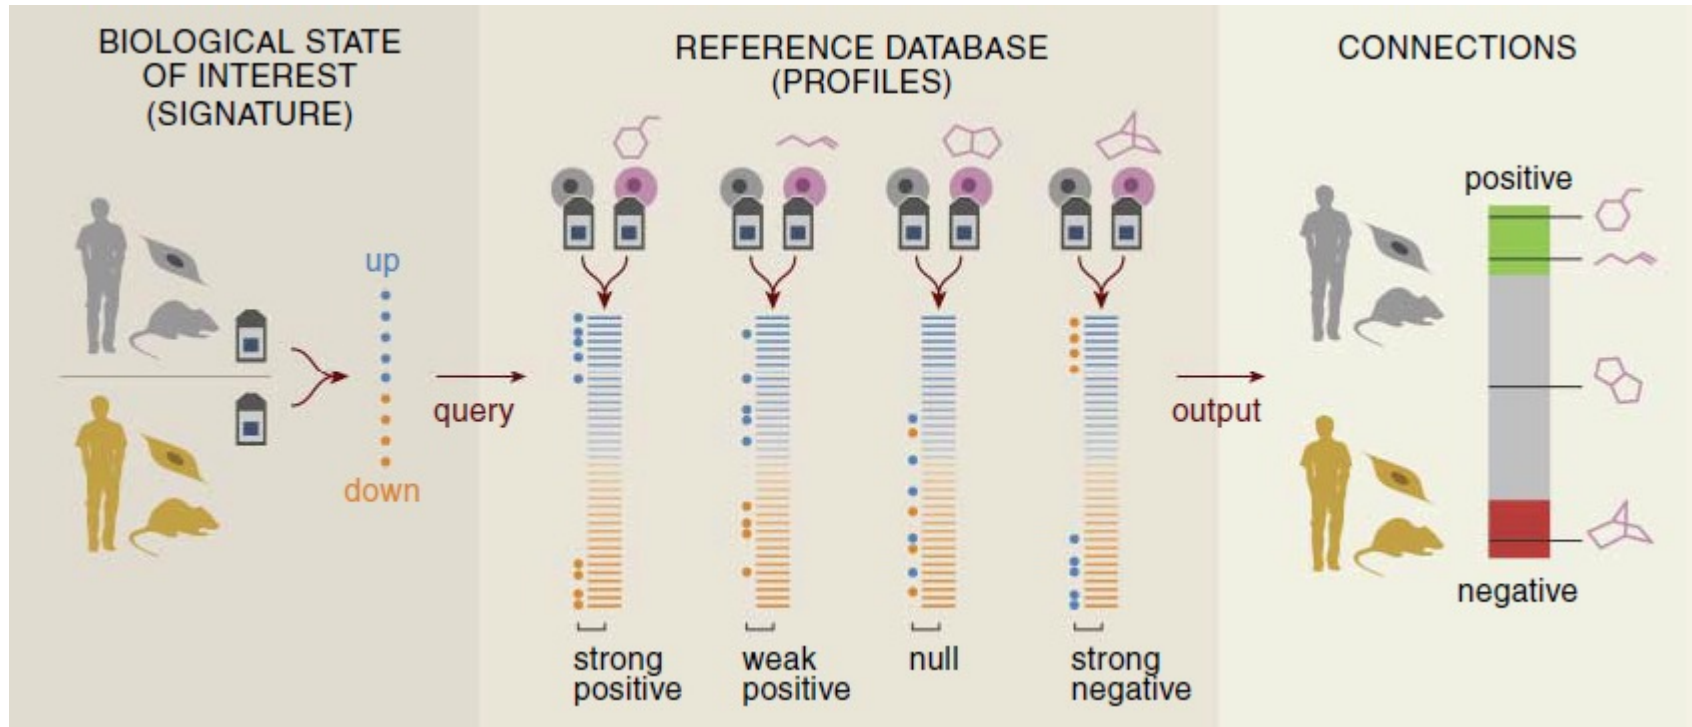 BIOLOGICAL STATE
OF INTEREST
(SIGNATURE)
up
down
query
REFERENCE DATABASE
(PROFILES)
strong
positive
weak
positive
null
strong
negative
output
CONNECTIONS
positive
negative